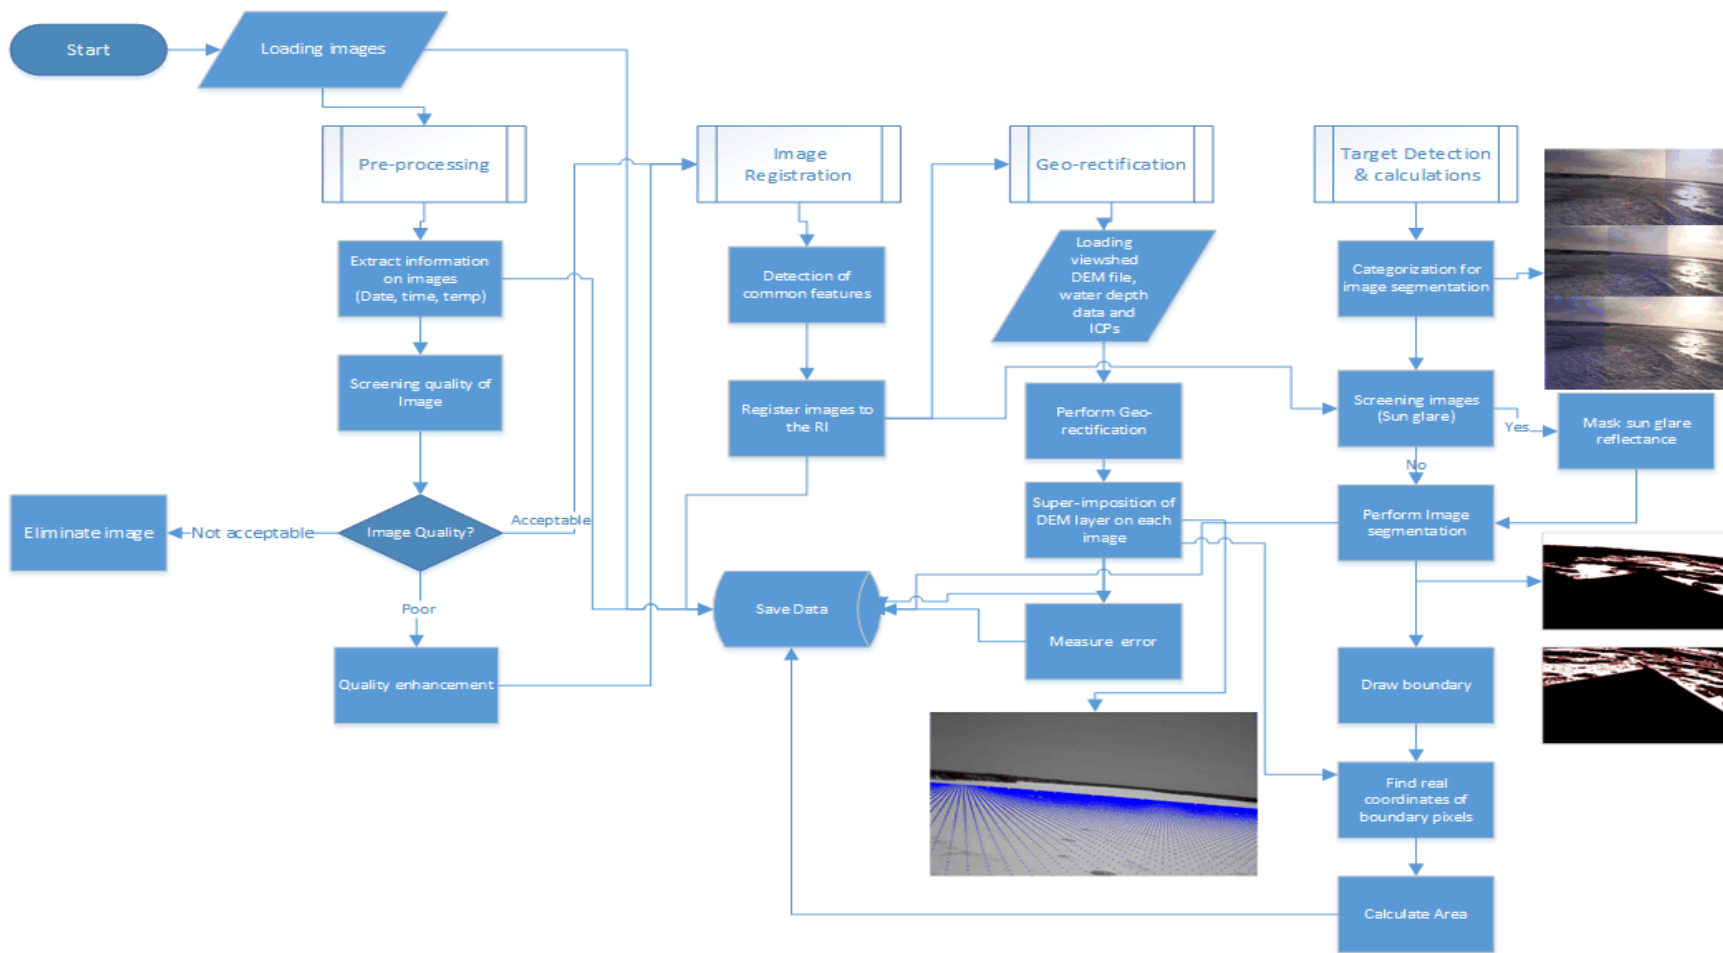 Start
Loading images
Pre-processing
Extract information
on images
(Date, time, temp)
Screening quality of
Image
Image Quality?
Not acceptable
Eliminate image
Acceptable
Poor
Quality enhancement
Image
Registration
Detection of
common features
Register images to
the RI
Save Data
Geo-rectification
Loading
viewshed
DEM file,
water depth
data and
ICPs
Perform Geo-
rectification
Super-imposition of
DEM layer on each
image
Measure error
Target Detection
& calculations
Categorization for
image segmentation
Screening images
(Sun glare)
Yes
Mask sun glare
reflectance
No
Perform Image
segmentation
Draw boundary
Find real
coordinates of
boundary pixels
Calculate Area